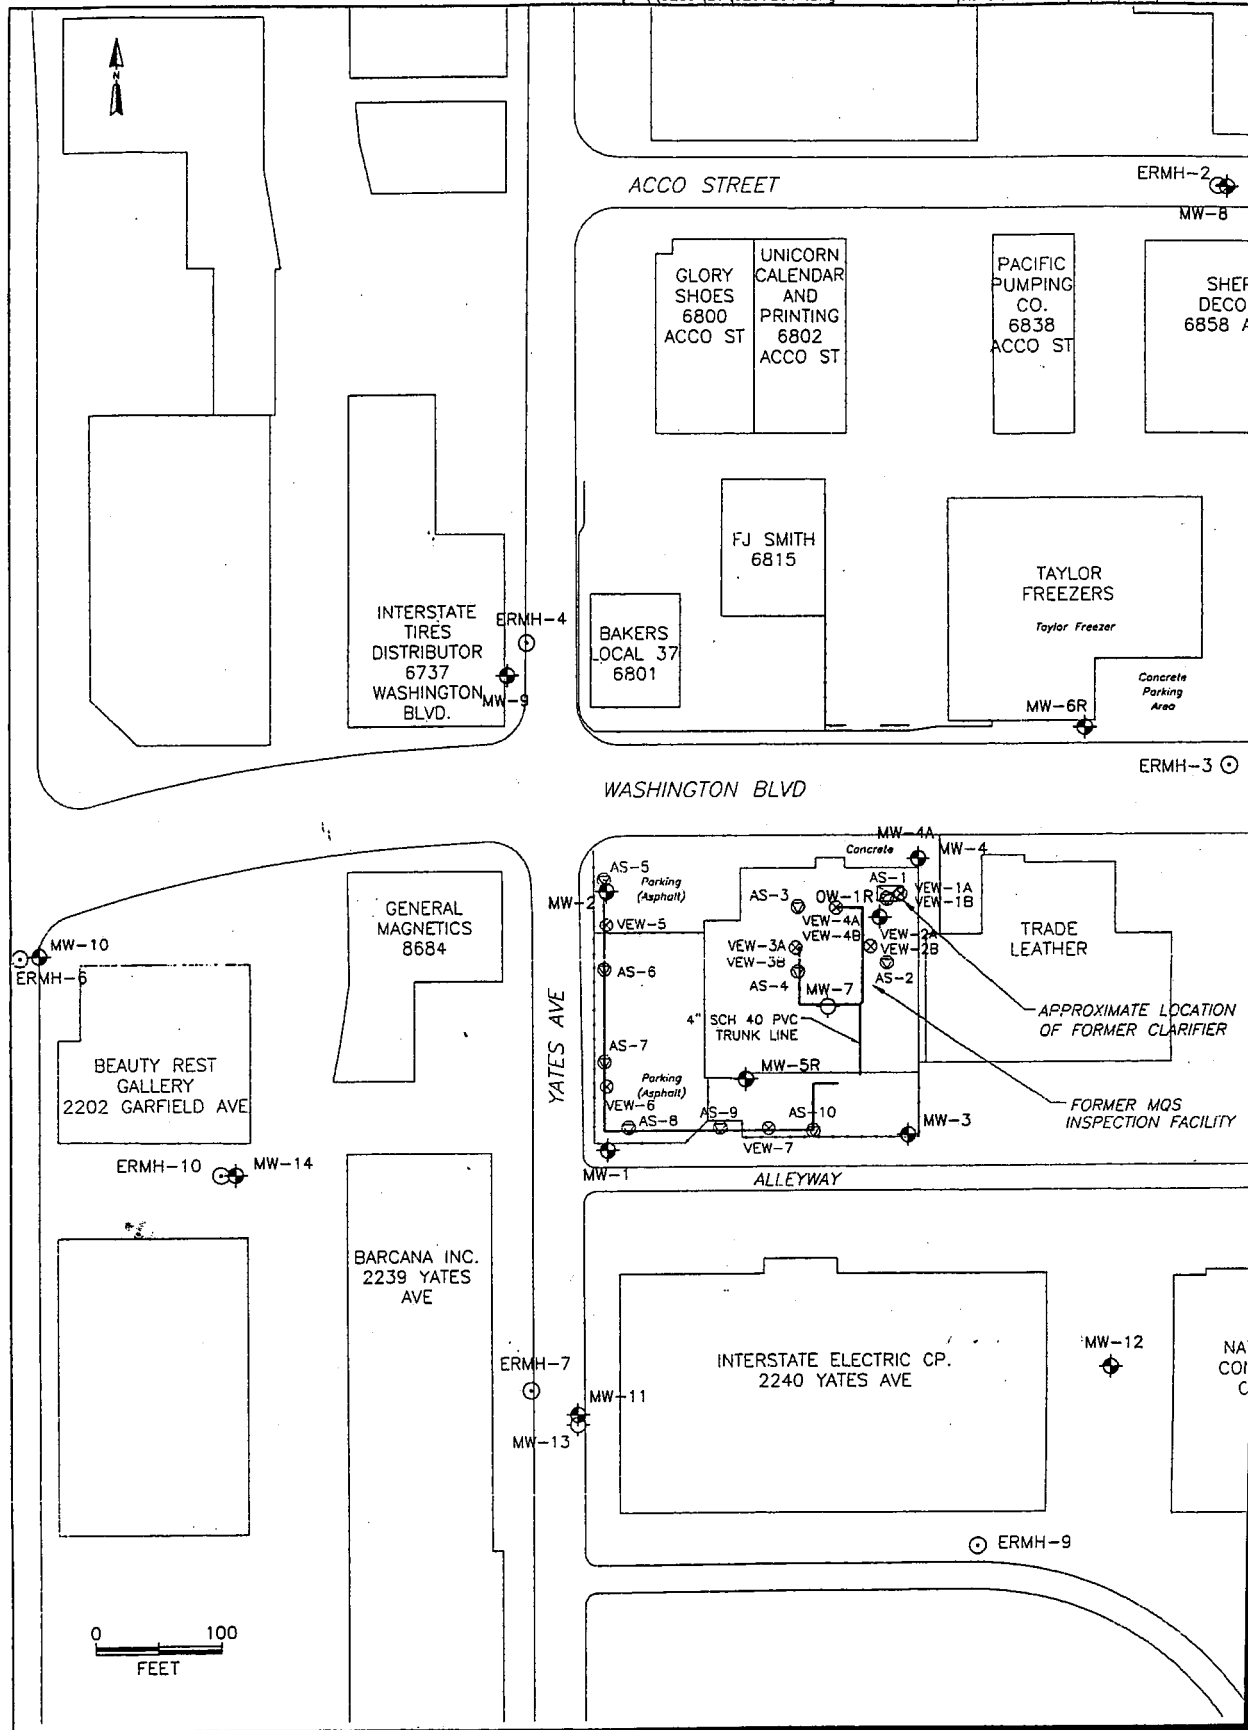 N
ACCO STREET
ERMH-2
MW-8
GLORY
SHOES
6800
ACCO ST
UNICORN
CALENDAR
AND
PRINTING
6802
ACCO ST
PACIFIC
PUMPING
CO.
6838
ACCO ST
SHER
DECO
6858 A
FJ SMITH
6815
TAYLOR
FREEZERS
Taylor Freezer
Concrete
Parking
Area
INTERSTATE
TIRES
DISTRIBUTOR
6737
WASHINGTON
BLVD.
ERMH-4
MW-9
BAKERS
LOCAL 37
6801
MW-6R
ERMH-3
WASHINGTON BLVD
MW-4A
MW-4
Concrete
AS-5
Parking
(Asphalt)
MW-2
VEW-5
AS-3
OW-1R
AS-1
VEW-1A
VEW-1B
VEW-4A
VEW-4B
VEW-2A
VEW-2B
VEW-3A
VEW-3B
AS-2
AS-4
AS-6
MW-7
TRADE
LEATHER
GENERAL
MAGNETICS
8684
MW-10
ERMH-6
4" SCH 40 PVC
TRUNK LINE
APPROXIMATE LOCATION
OF FORMER CLARIFIER
YATES AVE
BEAUTY REST
GALLERY
2202 GARFIELD AVE
AS-7
Parking
(Asphalt)
VEW-6
MW-5R
AS-8
AS-9
AS-10
VEW-7
MW-3
FORMER MQS
INSPECTION FACILITY
MW-1
ALLEYWAY
ERMH-10
MW-14
BARCANA INC.
2239 YATES
AVE
INTERSTATE ELECTRIC CP.
2240 YATES AVE
MW-12
NA
CO
C
ERMH-7
MW-11
MW-13
ERMH-9
0 100
FEET